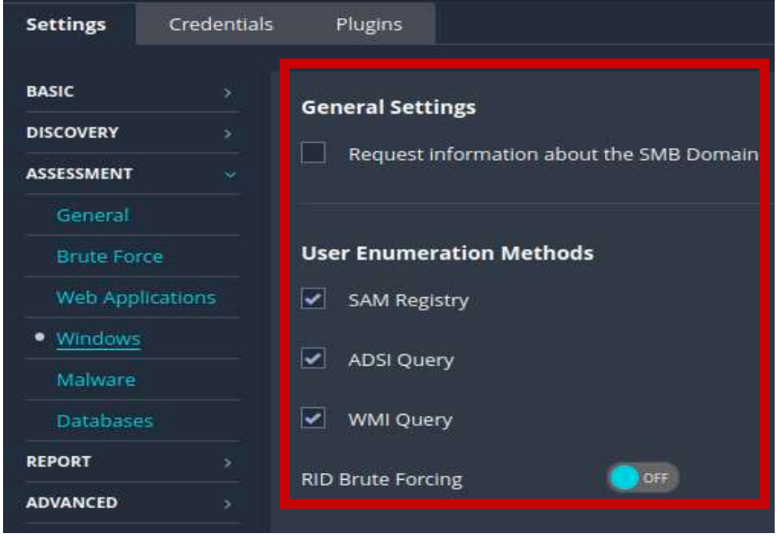 Settings Credentials Plugins
BASIC
DISCOVERY
ASSESSMENT
General
Brute Force
Web Applications
Windows
Malware
Databases
REPORT
ADVANCED
General Settings
Request information about the SMB Domain
User Enumeration Methods
SAM Registry
ADSI Query
WMI Query
RID Brute Forcing OFF